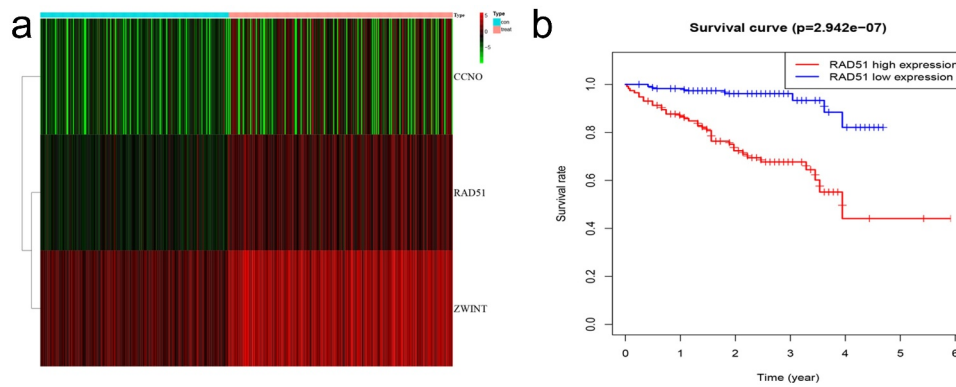 a
Type
5
0
-5
Type
con
treat
CCNO
RAD51
ZWINT
b
Survival curve (p=2.942e−07)
RAD51 high expression
RAD51 low expression
Survival rate
1.0
0.8
0.6
0.4
0.2
0.0
0 1 2 3 4 5 6
Time (year)